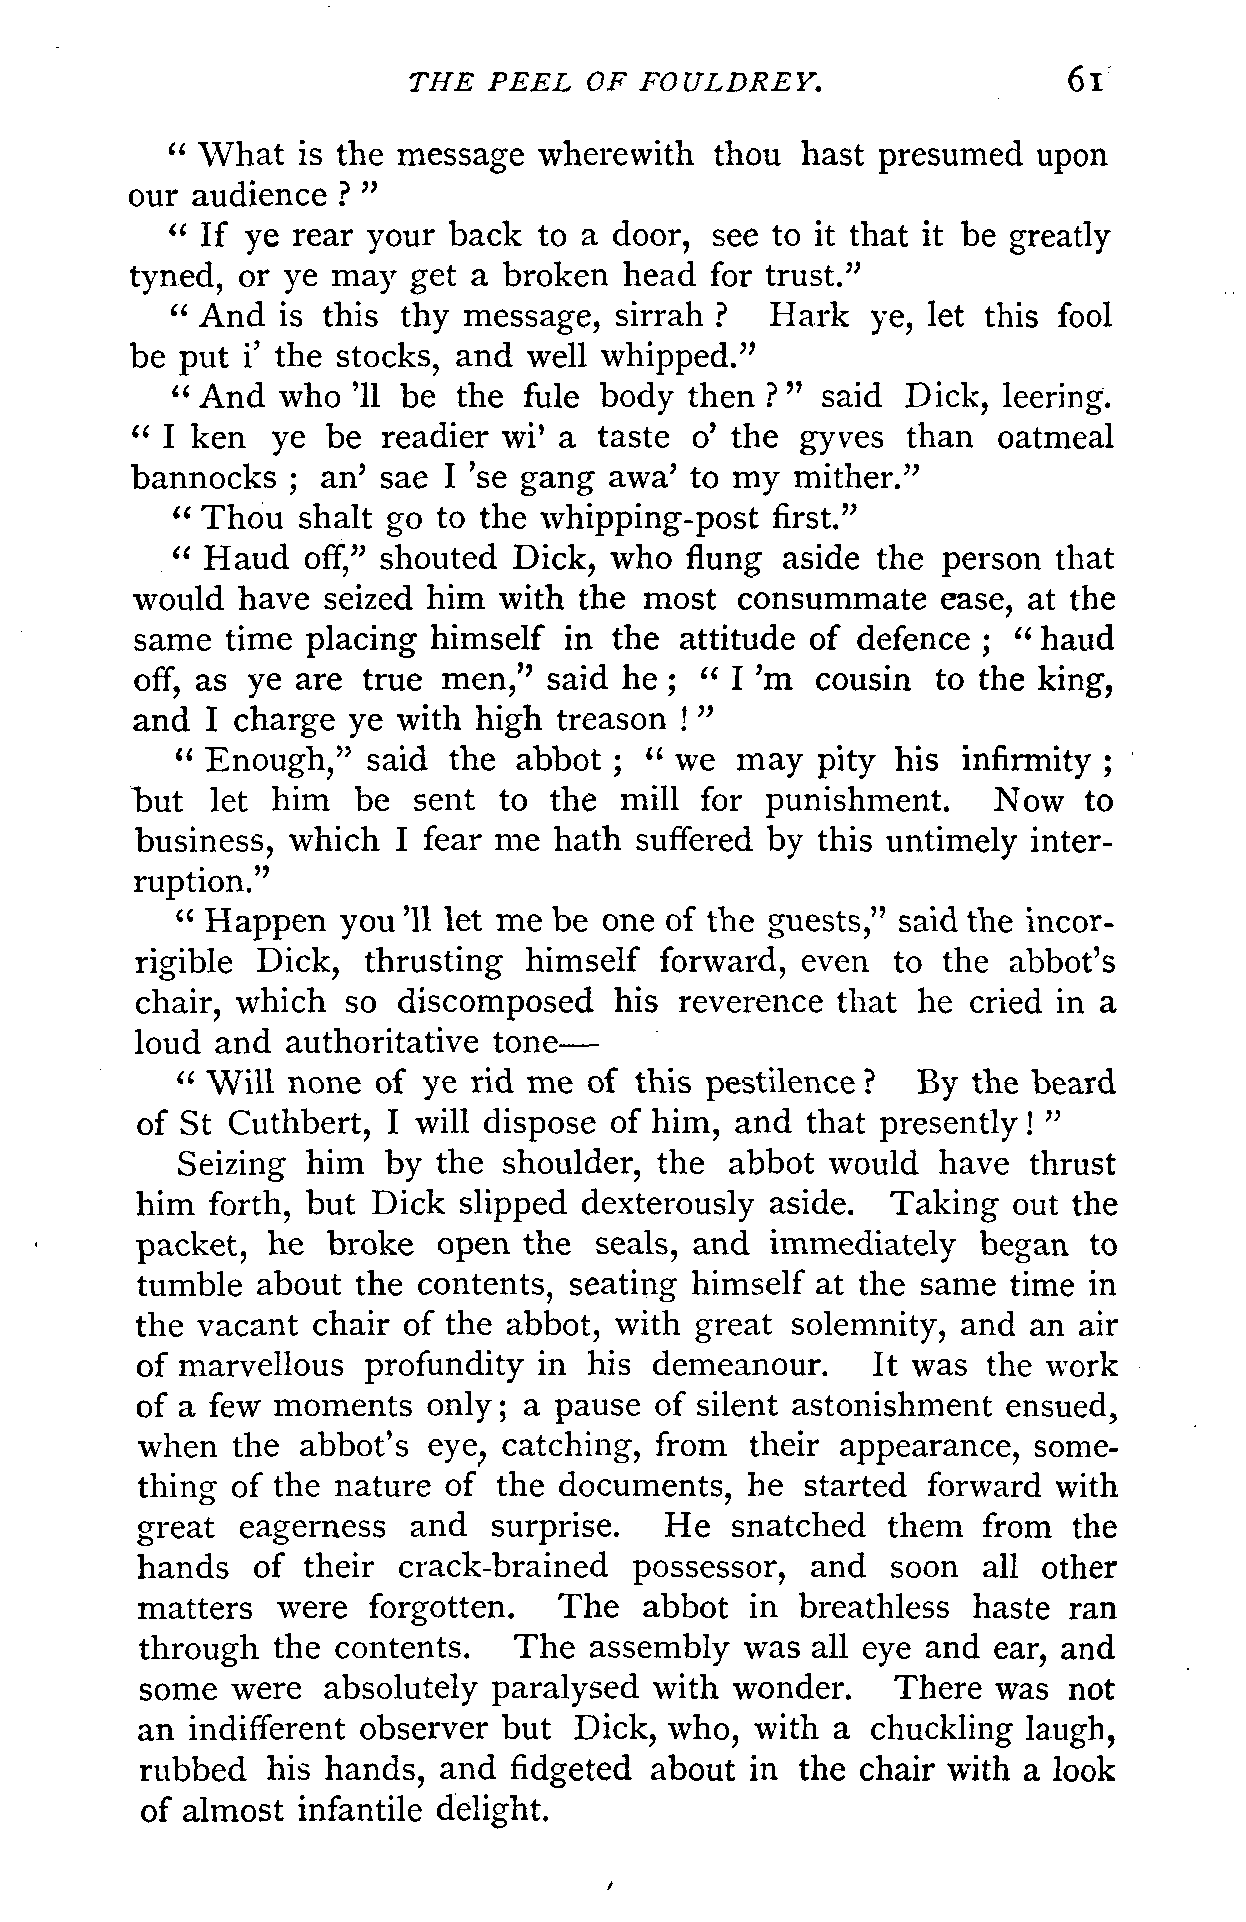 THE PEEL OF FOULDREY. 61
“ What is the message wherewith thou hast presumed upon
our audience ? ”
“ If ye rear your back to a door, see to it that it be greatly
tyned, or ye may get a broken head for trust.”
“ And is this thy message, sirrah ? Hark ye, let this fool
be put i’ the stocks, and well whipped.”
“ And who ’ll be the fule body then ? ” said Dick, leering.
“ I ken ye be readier wi’ a taste o’ the gyves than oatmeal
bannocks ; an’ sae I ’se gang awa’ to my mither.”
“ Thou shalt go to the whipping-post first.”
“ Haud off,” shouted Dick, who flung aside the person that
would have seized him with the most consummate ease, at the
same time placing himself in the attitude of defence ; “ haud
off, as ye are true men,” said he ; “ I ’m cousin to the king,
and I charge ye with high treason ! ”
“ Enough,” said the abbot ; “ we may pity his infirmity ;
but let him be sent to the mill for punishment. Now to
business, which I fear me hath suffered by this untimely inter-
ruption.”
“ Happen you ’ll let me be one of the guests,” said the incor-
rigible Dick, thrusting himself forward, even to the abbot’s
chair, which so discomposed his reverence that he cried in a
loud and authoritative tone—
“ Will none of ye rid me of this pestilence ? By the beard
of St Cuthbert, I will dispose of him, and that presently ! ”
Seizing him by the shoulder, the abbot would have thrust
him forth, but Dick slipped dexterously aside. Taking out the
packet, he broke open the seals, and immediately began to
tumble about the contents, seating himself at the same time in
the vacant chair of the abbot, with great solemnity, and an air
of marvellous profundity in his demeanour. It was the work
of a few moments only ; a pause of silent astonishment ensued,
when the abbot’s eye, catching, from their appearance, some-
thing of the nature of the documents, he started forward with
great eagerness and surprise. He snatched them from the
hands of their crack-brained possessor, and soon all other
matters were forgotten. The abbot in breathless haste ran
through the contents. The assembly was all eye and ear, and
some were absolutely paralysed with wonder. There was not
an indifferent observer but Dick, who, with a chuckling laugh,
rubbed his hands, and fidgeted about in the chair with a look
of almost infantile delight.